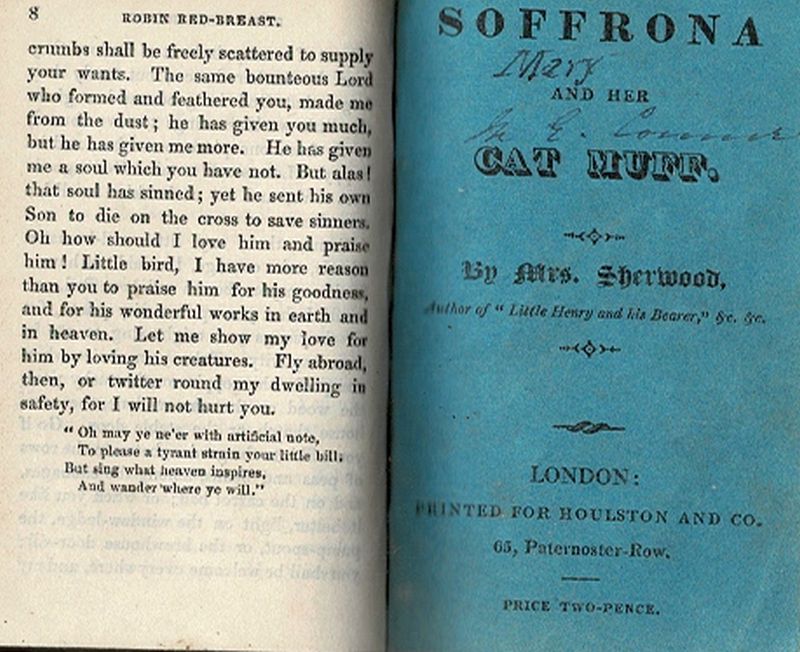 8 ROBIN RED-BREAST.
crumbs shall be freely scattered to supply
your wants. The same bounteous Lord
who formed and feathered you, made me
from the dust; he has given you much,
but he has given me more. He has given
me a soul which you have not. But alas!
that soul has sinned; yet he sent his own
Son to die on the cross to save sinners.
Oh how should I love him and praise
him! Little bird, I have more reason
than you to praise him for his goodness,
and for his wonderful works in earth and
in heaven. Let me show my love for
him by loving his creatures. Fly abroad,
then, or twitter round my dwelling in
safety, for I will not hurt you.
"Oh may ye ne'er with artificial note,
To please a tyrant strain your little bill,
But sing what heaven inspires,
And wander where ye will."
SOFFRONA
Mary
AND HER
E.
CAT MUFF.
By Mrs. Sherwood,
Author of "Little Henry and his Bearer," &c. &c.
LONDON:
PRINTED FOR HOULSTON AND CO.
65, Paternoster-Row.
PRICE TWO-PENCE.